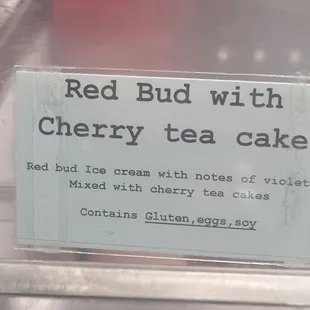 Red Bud with
Cherry tea cake
Red bud Ice cream with notes of violet
Mixed with cherry tea cakes
Contains Gluten,eggs,soy